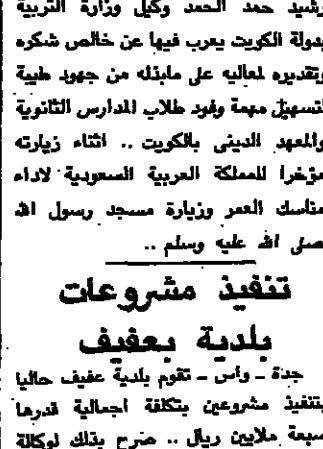 رشيد حمد الحمد وكيل وزارة التربية
بدولة الكويت يعرب فيها عن خالص شكره
وتقديره لمعاليه على مابذله من جهود طيبة
لتسهيل مهمة وفود طلاب المدارس الثانوية
والمعهد الدينى بالكويت .. اثناء زيارته
مؤخرا للمملكة العربية السعودية لاداء
مناسك العمر وزيارة مسجد رسول الله
صلى الله عليه وسلم ..
تنفيذ مشروعات
بلدية بعفيف
جدة - واس - تقوم بلدية عفيف حاليا
بتنفيذ مشروعين بتكلفة اجمالية قدرها
سبعة ملايين ريال .. صرح بذلك لوكالة